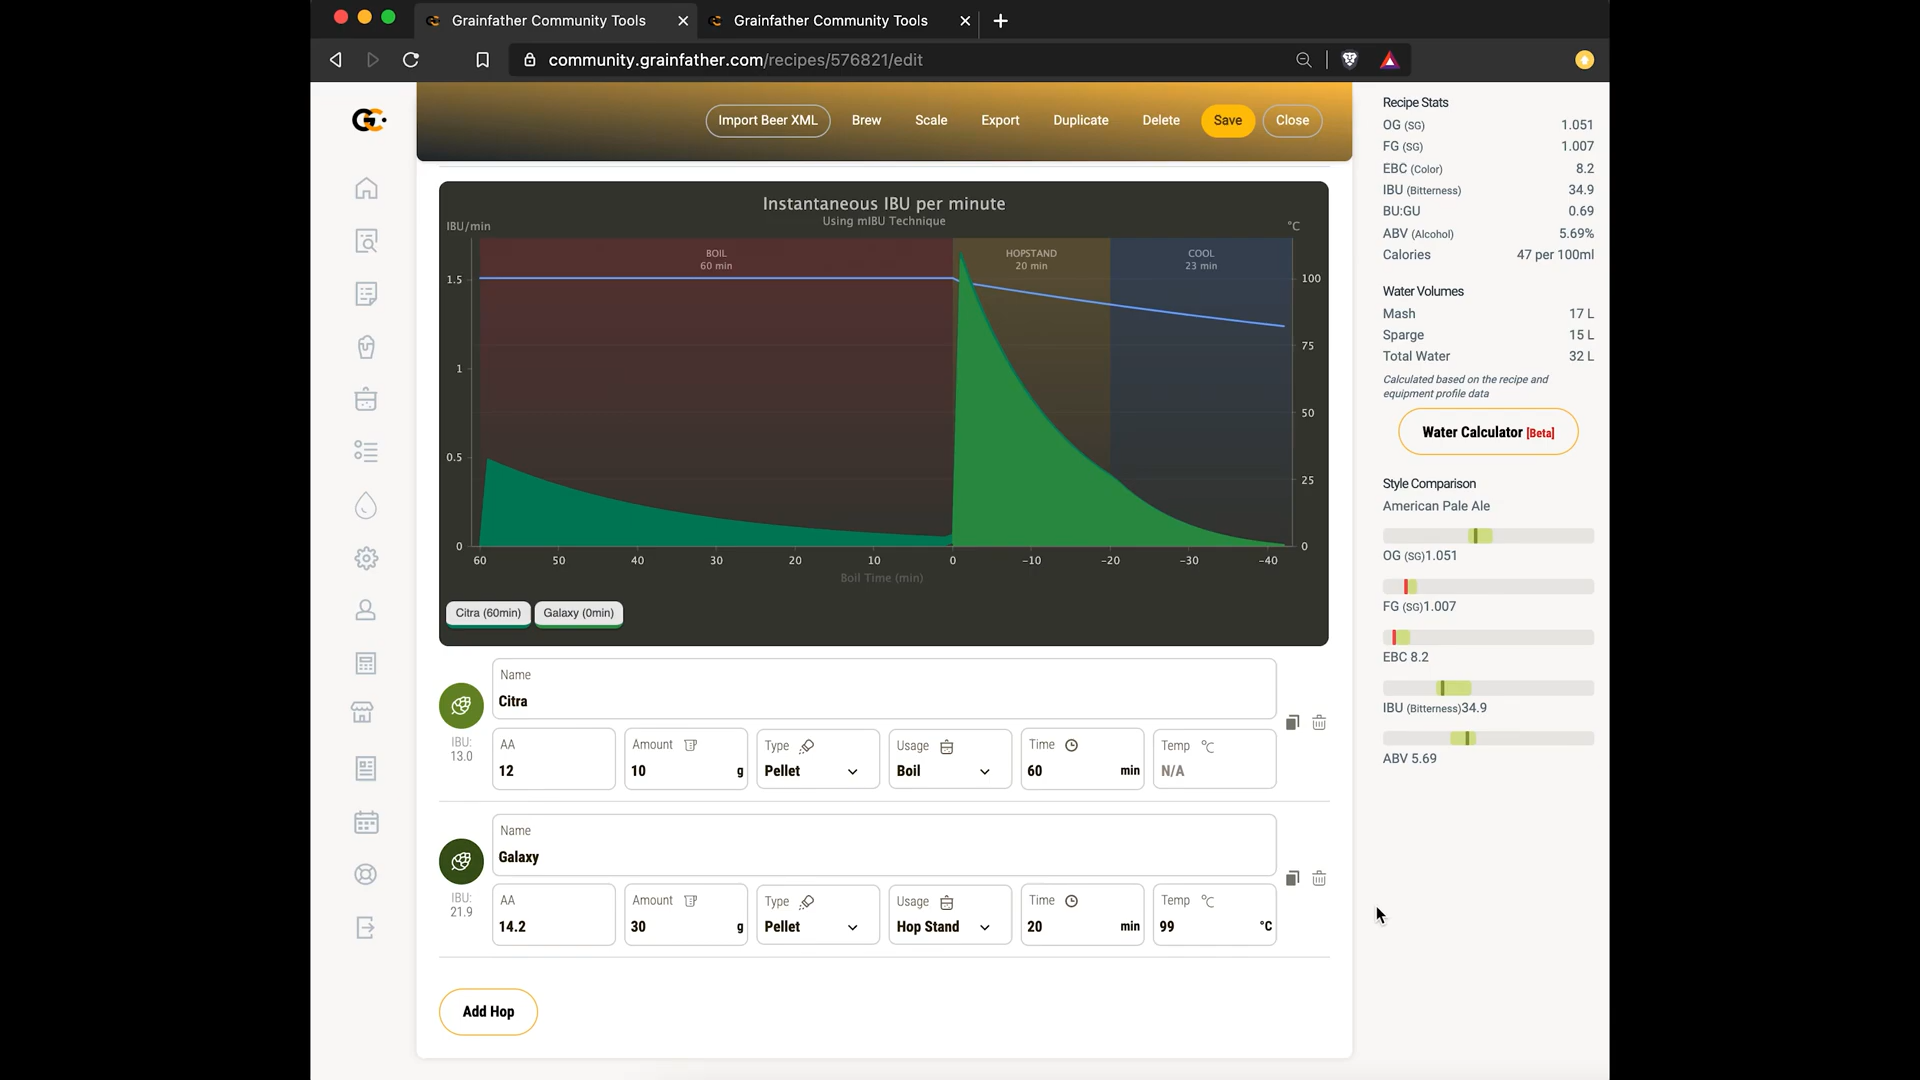 Grainfather Community Tools
Grainfather Community Tools
community.grainfather.com/recipes/576821/edit
GC
Import Beer XML Brew Scale Export Duplicate Delete Save Close
Instantaneous IBU per minute
Using mIBU Technique
IBU/min °C
BOIL
60 min
HOPSTAND
20 min
COOL
23 min
1.5 100
75
1
50
0.5
25
0 0
60 50 40 30 20 10 0 −10 −20 −30 −40
Boil Time (min)
Citra (60min) Galaxy (0min)
Name
Citra
IBU:
13.0
AA Amount Type Usage Time Temp °C
12 10 g Pellet Boil 60 min N/A
Name
Galaxy
IBU:
21.9
AA Amount Type Usage Time Temp °C
14.2 30 g Pellet Hop Stand 20 min 99 °C
Add Hop
Recipe Stats
OG (SG) 1.051
FG (SG) 1.007
EBC (Color) 8.2
IBU (Bitterness) 34.9
BU:GU 0.69
ABV (Alcohol) 5.69%
Calories 47 per 100ml
Water Volumes
Mash 17 L
Sparge 15 L
Total Water 32 L
Calculated based on the recipe and
equipment profile data
Water Calculator [Beta]
Style Comparison
American Pale Ale
OG (SG)1.051
FG (SG)1.007
EBC 8.2
IBU (Bitterness)34.9
ABV 5.69